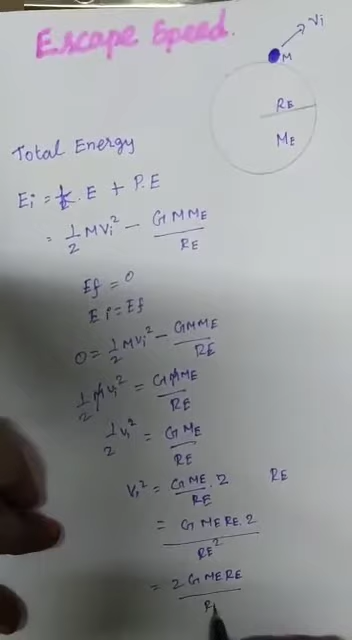 Escape Speed.
Vi
M
RE
ME
Total Energy
Ei = K.E + P.E
= 1/2 MVi² − GMME/RE
Ef = 0
Ei = Ef
0 = 1/2 MVi² − GMME/RE
1/2 MVi² = GMME/RE
1/2 Vi² = GME/RE
Vi² = GME/RE . 2 RE
= GMERE.2/RE²
= 2GMERE/R